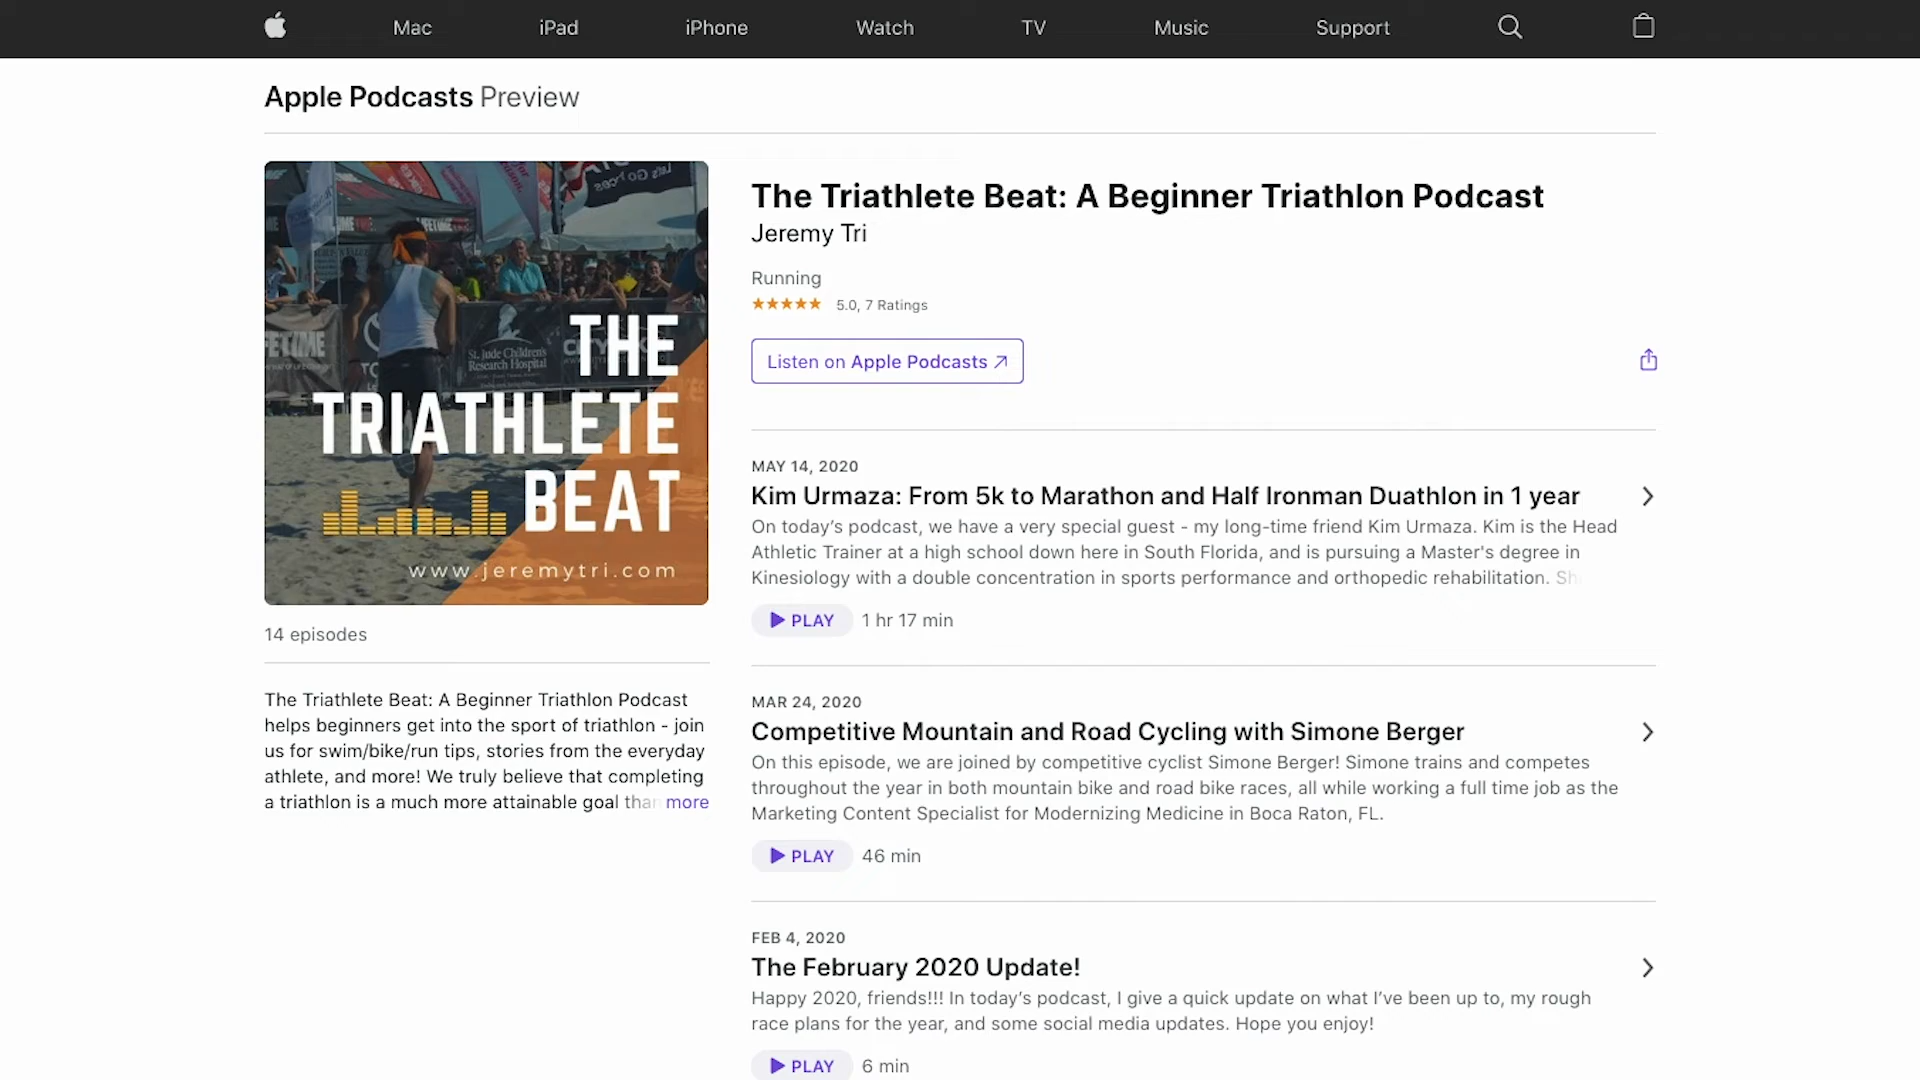 Mac iPad iPhone Watch TV Music Support
Apple Podcasts Preview
THE
TRIATHLETE
BEAT
www.jeremytri.com
LIFETIME
St. Jude Children's
Research Hospital
14 episodes
The Triathlete Beat: A Beginner Triathlon Podcast
helps beginners get into the sport of triathlon - join
us for swim/bike/run tips, stories from the everyday
athlete, and more! We truly believe that completing
a triathlon is a much more attainable goal than more
The Triathlete Beat: A Beginner Triathlon Podcast
Jeremy Tri
Running
★★★★★ 5.0, 7 Ratings
Listen on Apple Podcasts ↗
MAY 14, 2020
Kim Urmaza: From 5k to Marathon and Half Ironman Duathlon in 1 year
On today’s podcast, we have a very special guest - my long-time friend Kim Urmaza. Kim is the Head
Athletic Trainer at a high school down here in South Florida, and is pursuing a Master's degree in
Kinesiology with a double concentration in sports performance and orthopedic rehabilitation.
PLAY 1 hr 17 min
MAR 24, 2020
Competitive Mountain and Road Cycling with Simone Berger
On this episode, we are joined by competitive cyclist Simone Berger! Simone trains and competes
throughout the year in both mountain bike and road bike races, all while working a full time job as the
Marketing Content Specialist for Modernizing Medicine in Boca Raton, FL.
PLAY 46 min
FEB 4, 2020
The February 2020 Update!
Happy 2020, friends!!! In today’s podcast, I give a quick update on what I’ve been up to, my rough
race plans for the year, and some social media updates. Hope you enjoy!
PLAY 6 min